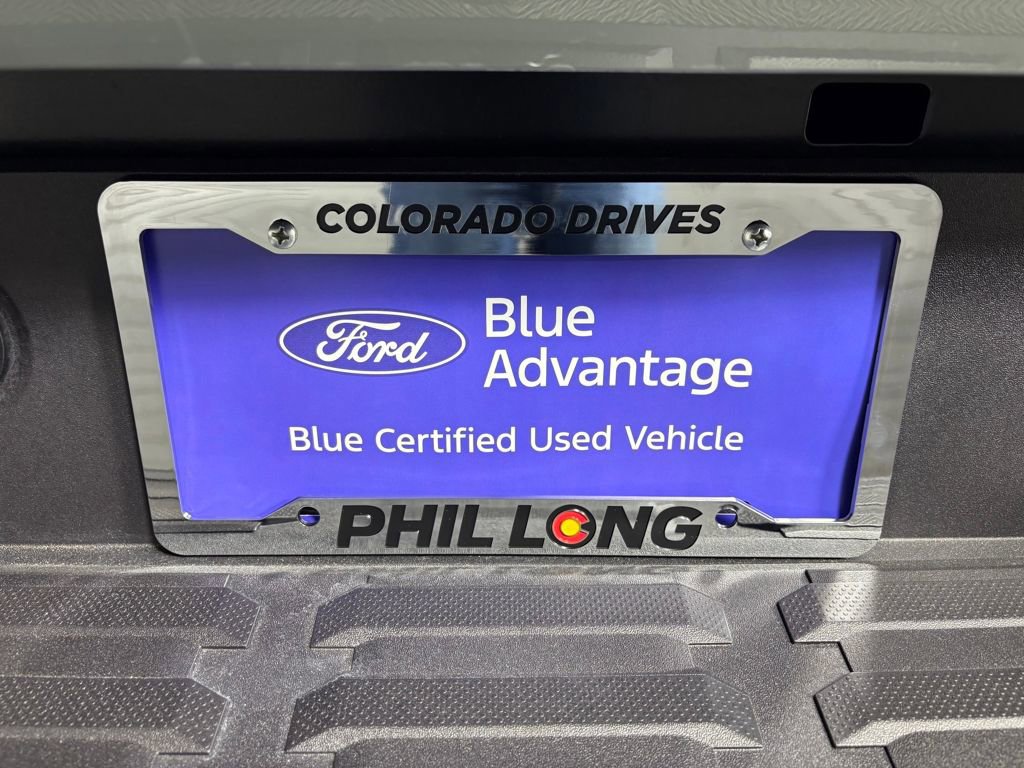 COLORADO DRIVES
Ford
Blue
Advantage
Blue Certified Used Vehicle
PHIL LONG